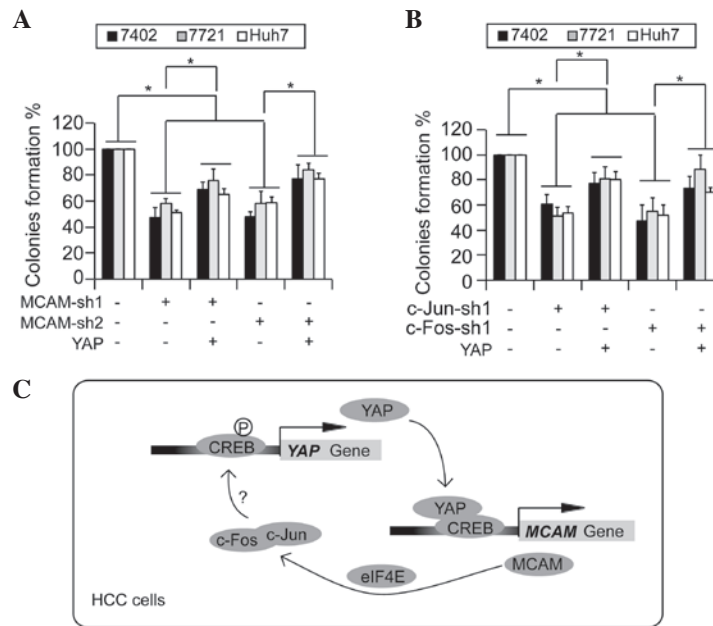 A
7402 7721 Huh7
*
*
*
Colonies formation %
120
100
80
60
40
20
0
MCAM-sh1 - + + - -
MCAM-sh2 - - - + +
YAP - - + - +
B
7402 7721 Huh7
*
*
*
Colonies formation %
120
100
80
60
40
20
0
c-Jun-sh1 - + + - -
c-Fos-sh1 - - - + +
YAP - - + - +
C
P
CREB
YAP Gene
YAP
YAP
CREB
MCAM Gene
MCAM
eIF4E
c-Fos
c-Jun
?
HCC cells